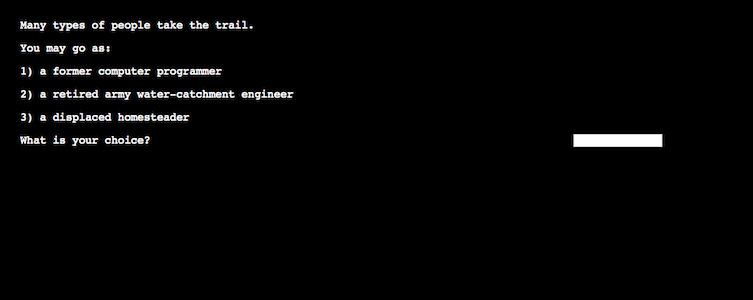 Many types of people take the trail.
You may go as:
1) a former computer programmer
2) a retired army water-catchment engineer
3) a displaced homesteader
What is your choice?